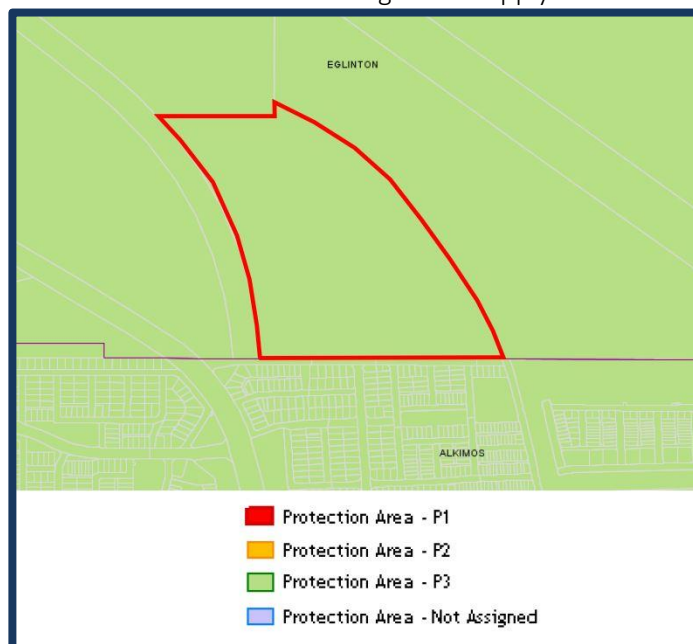 EGLINTON
ALKIMOS
Protection Area - P1
Protection Area - P2
Protection Area - P3
Protection Area - Not Assigned